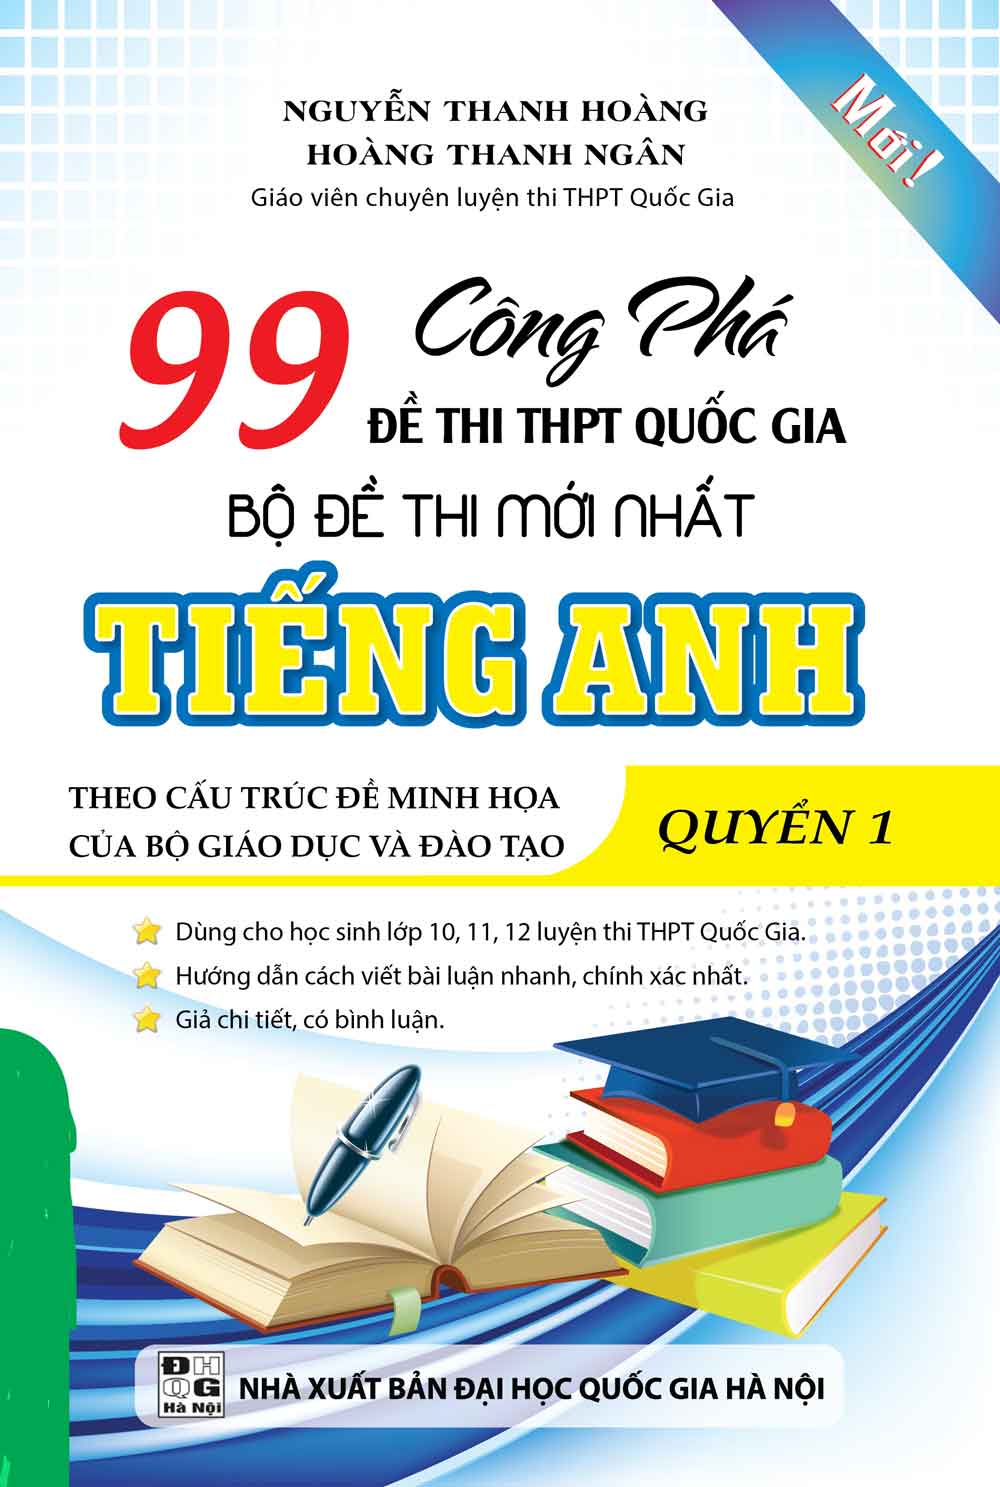 Mới!
NGUYỄN THANH HOÀNG
HOÀNG THANH NGÂN
Giáo viên chuyên luyện thi THPT Quốc Gia
99 Công Phá
ĐỀ THI THPT QUỐC GIA
BỘ ĐỀ THI MỚI NHẤT
TIẾNG ANH
THEO CẤU TRÚC ĐỀ MINH HỌA
CỦA BỘ GIÁO DỤC VÀ ĐÀO TẠO
QUYỂN 1
Dùng cho học sinh lớp 10, 11, 12 luyện thi THPT Quốc Gia.
Hướng dẫn cách viết bài luận nhanh, chính xác nhất.
Giả chi tiết, có bình luận.
ĐH
QG
Hà Nội
NHÀ XUẤT BẢN ĐẠI HỌC QUỐC GIA HÀ NỘI